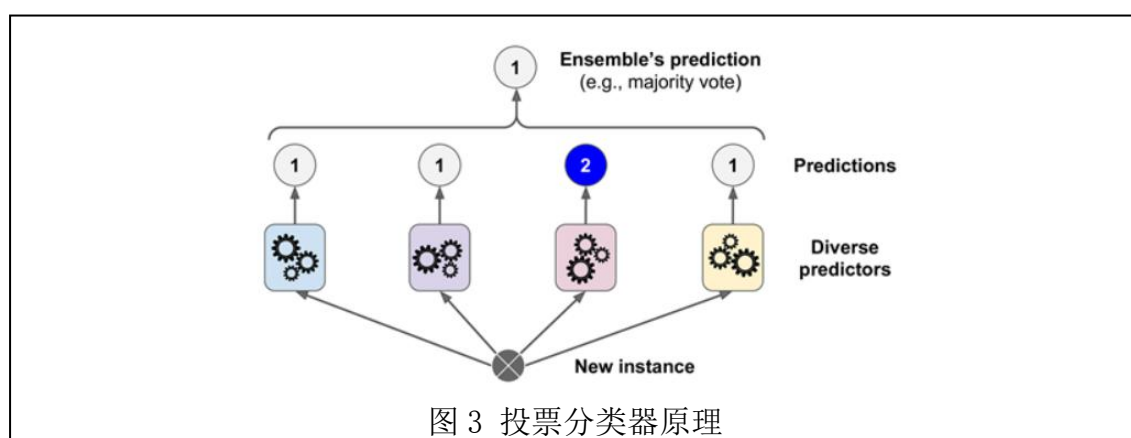 1 Ensemble's prediction
(e.g., majority vote)
1 1 2 1 Predictions
Diverse
predictors
New instance
图 3 投票分类器原理